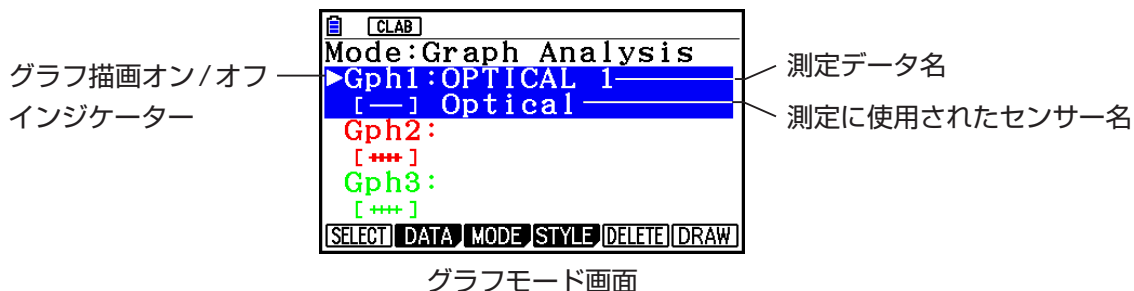 CLAB
Mode:Graph Analysis
グラフ描画オン/オフ
インジケーター
▶Gph1:OPTICAL 1
[ — ] Optical
測定データ名
測定に使用されたセンサー名
Gph2:
[ ++++ ]
Gph3:
[ ++++ ]
SELECT DATA MODE STYLE DELETE DRAW
グラフモード画面